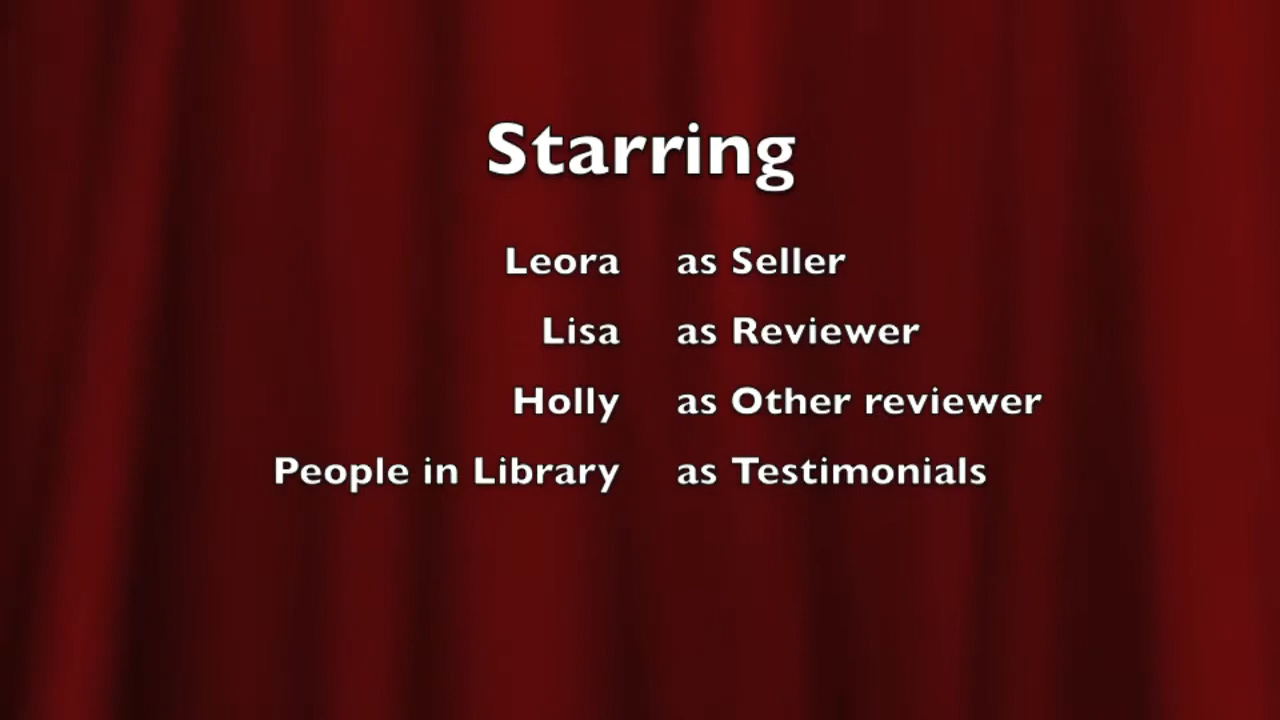 Starring
Leora as Seller
Lisa as Reviewer
Holly as Other reviewer
People in Library as Testimonials